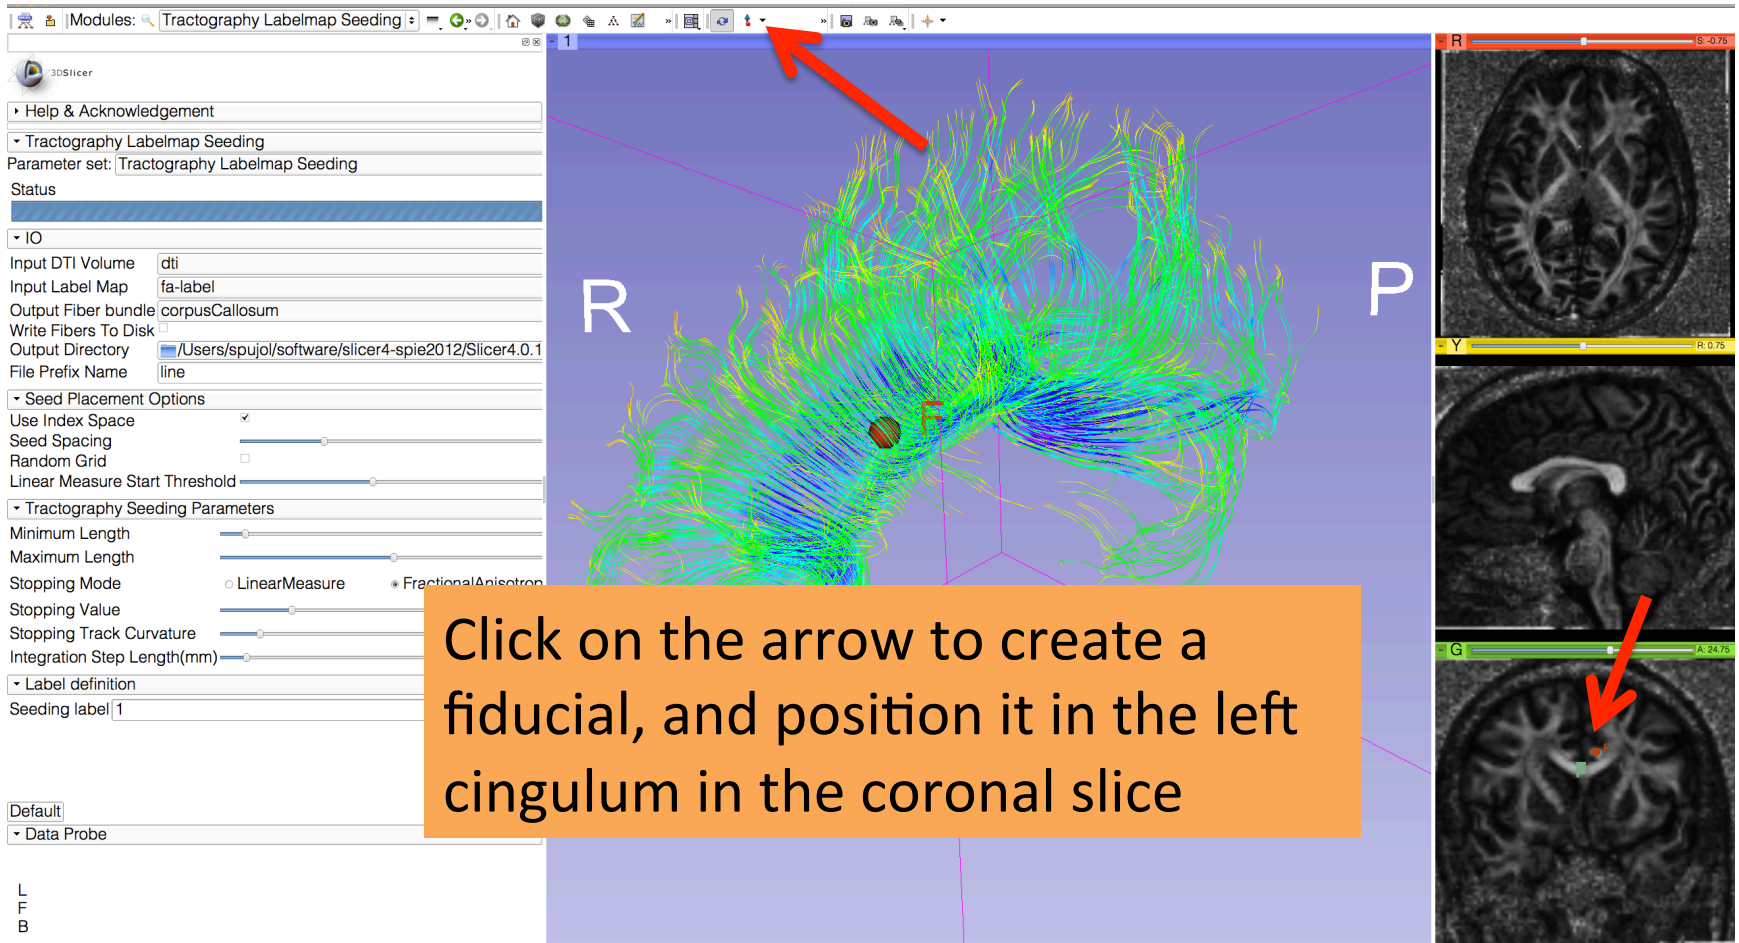 Modules: Tractography Labelmap Seeding
1
3DSlicer
Help & Acknowledgement
Tractography Labelmap Seeding
Parameter set: Tractography Labelmap Seeding
Status
IO
Input DTI Volume dti
Input Label Map fa-label
Output Fiber bundle corpusCallosum
Write Fibers To Disk
Output Directory /Users/spujol/software/slicer4-spie2012/Slicer4.0.1
File Prefix Name line
Seed Placement Options
Use Index Space
Seed Spacing
Random Grid
Linear Measure Start Threshold
Tractography Seeding Parameters
Minimum Length
Maximum Length
Stopping Mode LinearMeasure FractionalAnisotrop
Stopping Value
Stopping Track Curvature
Integration Step Length(mm)
Label definition
Seeding label 1
Default
Data Probe
L
F
B
R
P
F
Click on the arrow to create a
fiducial, and position it in the left
cingulum in the coronal slice
R S: -0.75
Y R: 0.75
G A: 24.75